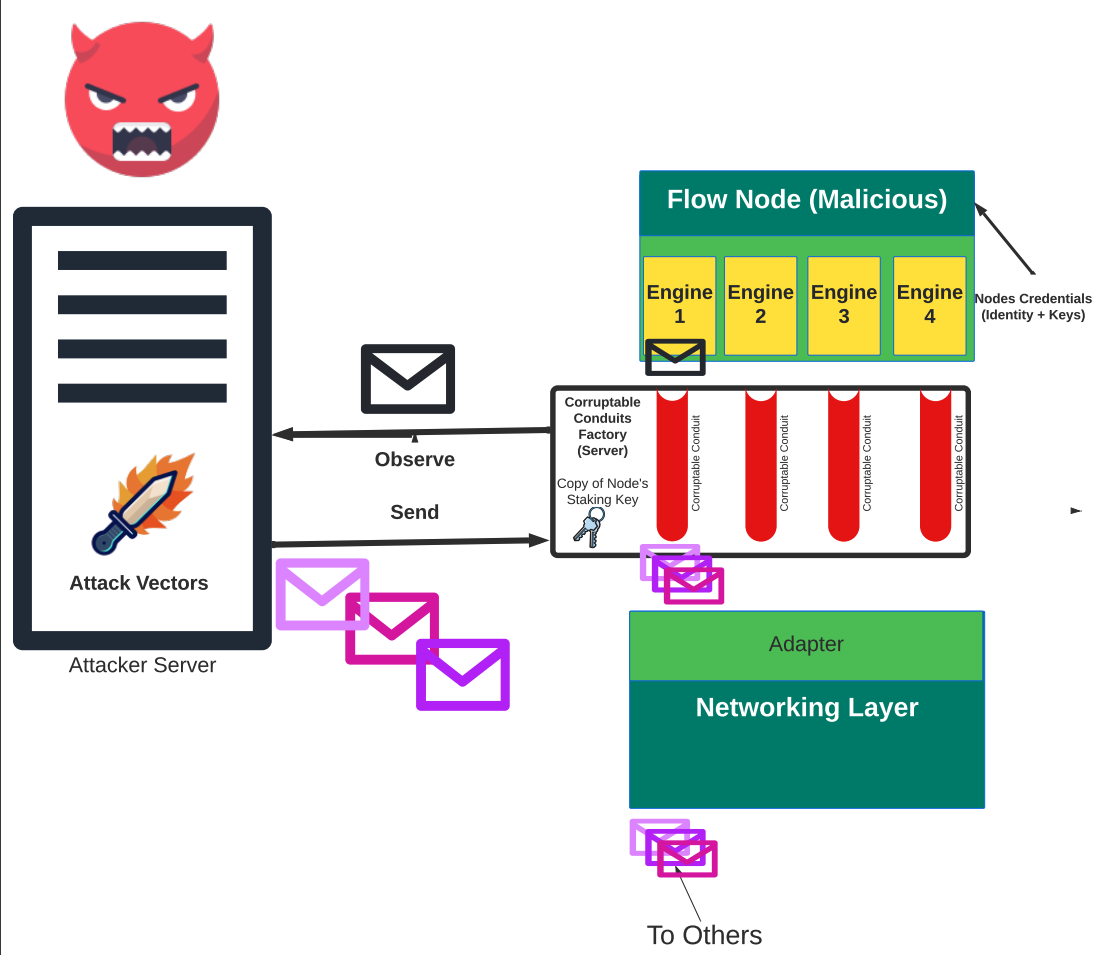 Flow Node (Malicious)
Engine
1
Engine
2
Engine
3
Engine
4
Nodes Credentials
(Identity + Keys)
Corruptable
Conduits
Factory
(Server)
Copy of Node's
Staking Key
Corruptable Conduit
Corruptable Conduit
Corruptable Conduit
Corruptable Conduit
Observe
Send
Attack Vectors
Attacker Server
Adapter
Networking Layer
To Others